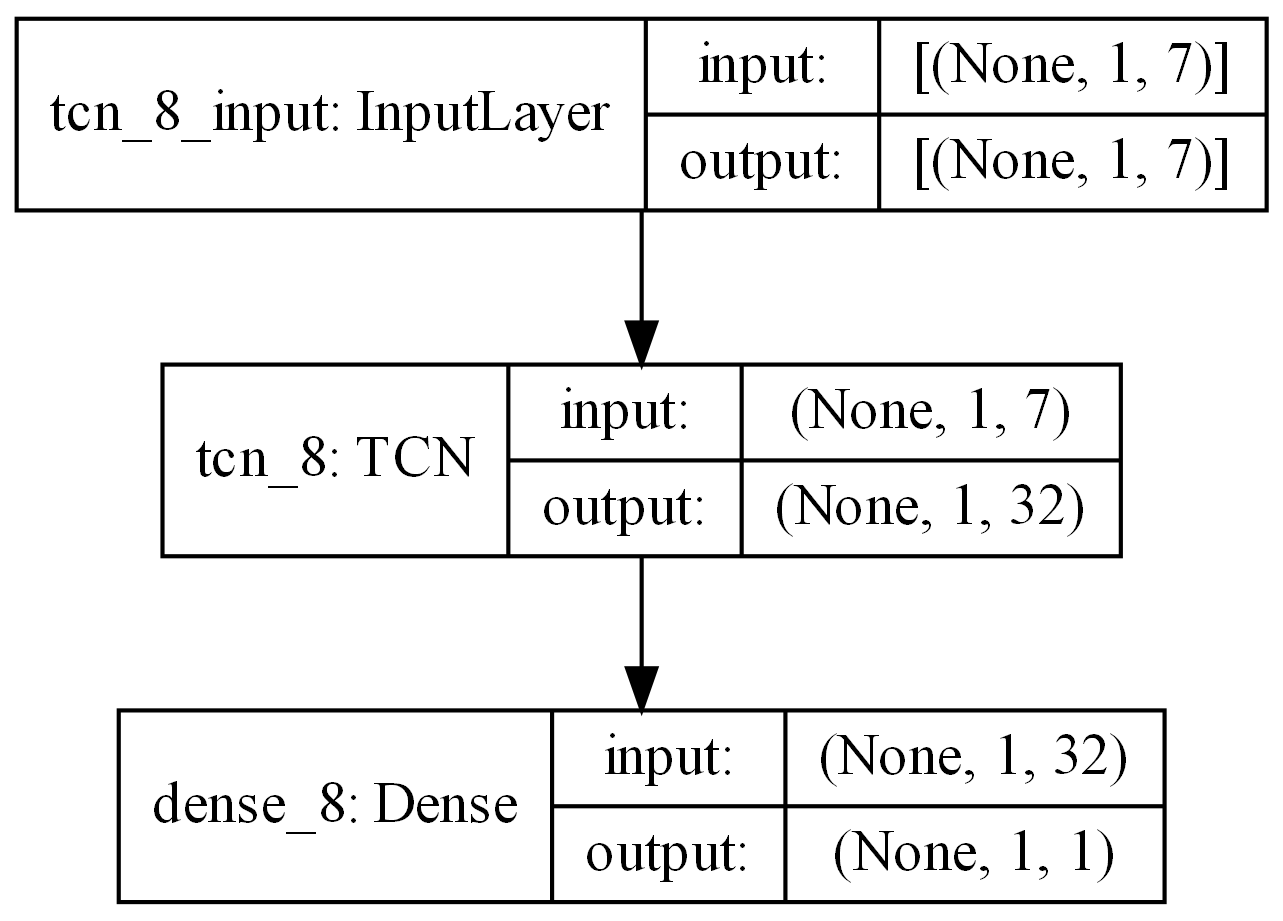 tcn_8_input: InputLayer
input:
[(None, 1, 7)]
output:
[(None, 1, 7)]
tcn_8: TCN
input:
(None, 1, 7)
output:
(None, 1, 32)
dense_8: Dense
input:
(None, 1, 32)
output:
(None, 1, 1)